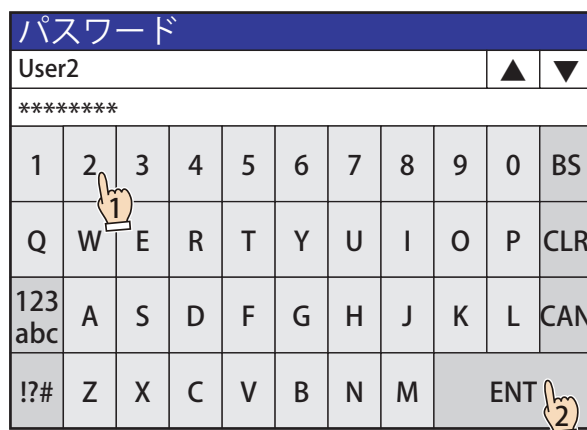 パスワード
User2 ▲ ▼
********
1 2 3 4 5 6 7 8 9 0 BS
1
Q W E R T Y U I O P CLR
123 abc A S D F G H J K L CAN
!?# Z X C V B N M ENT
2